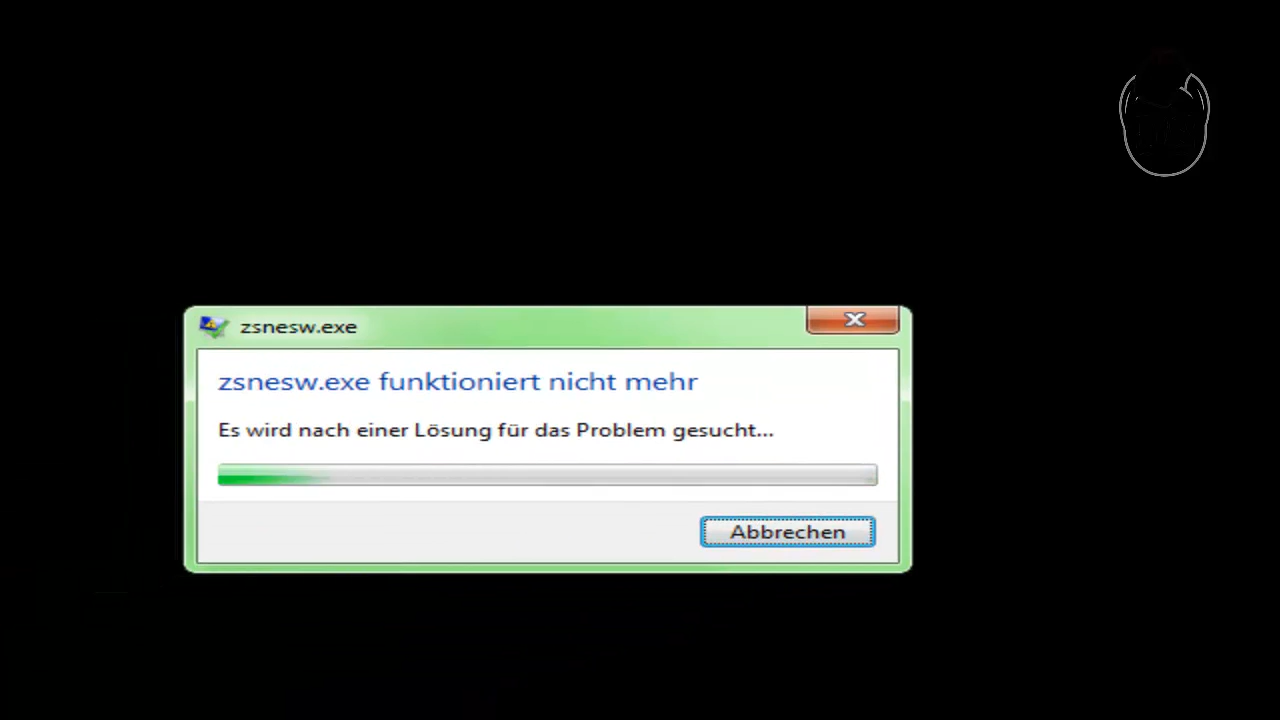 zsnesw.exe
zsnesw.exe funktioniert nicht mehr
Es wird nach einer Lösung für das Problem gesucht...
Abbrechen